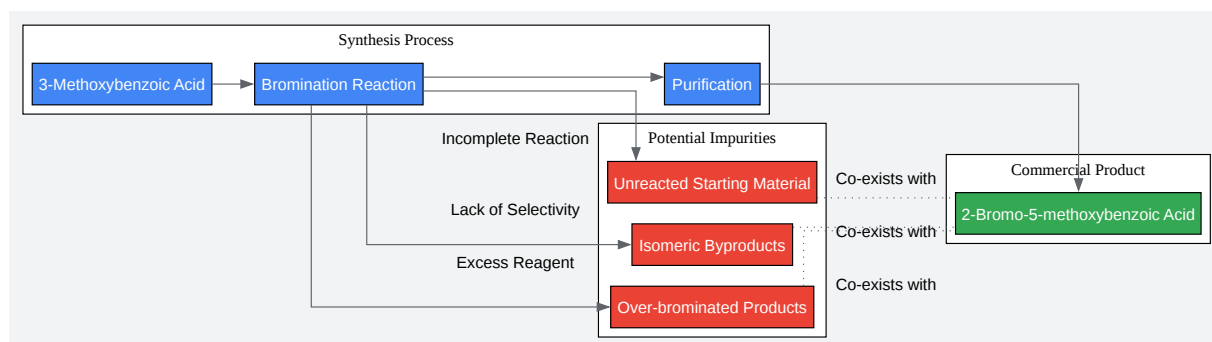 Synthesis Process
3-Methoxybenzoic Acid
Bromination Reaction
Purification
Incomplete Reaction
Potential Impurities
Unreacted Starting Material
Co-exists with
Commercial Product
2-Bromo-5-methoxybenzoic Acid
Lack of Selectivity
Isomeric Byproducts
Co-exists with
Excess Reagent
Over-brominated Products
Co-exists with